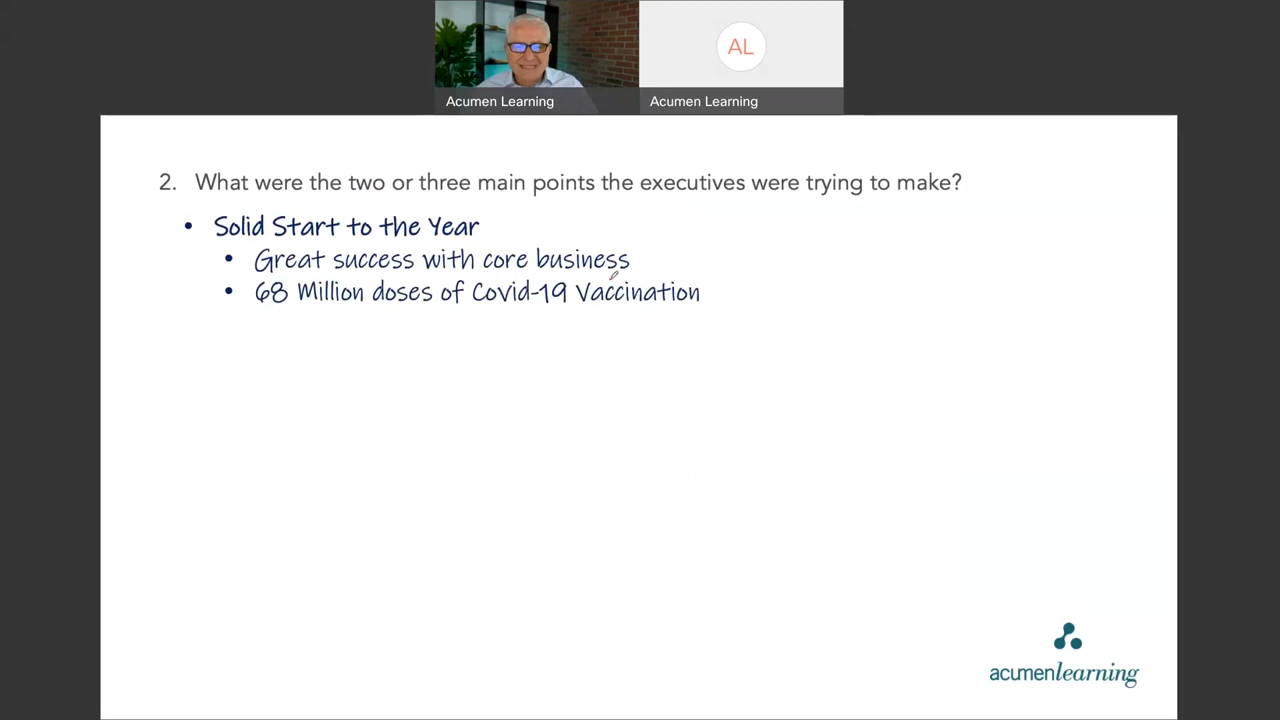 AL
Acumen Learning
Acumen Learning
2. What were the two or three main points the executives were trying to make?
• Solid Start to the Year
• Great success with core business
• 68 Million doses of Covid-19 Vaccination
acumenlearning